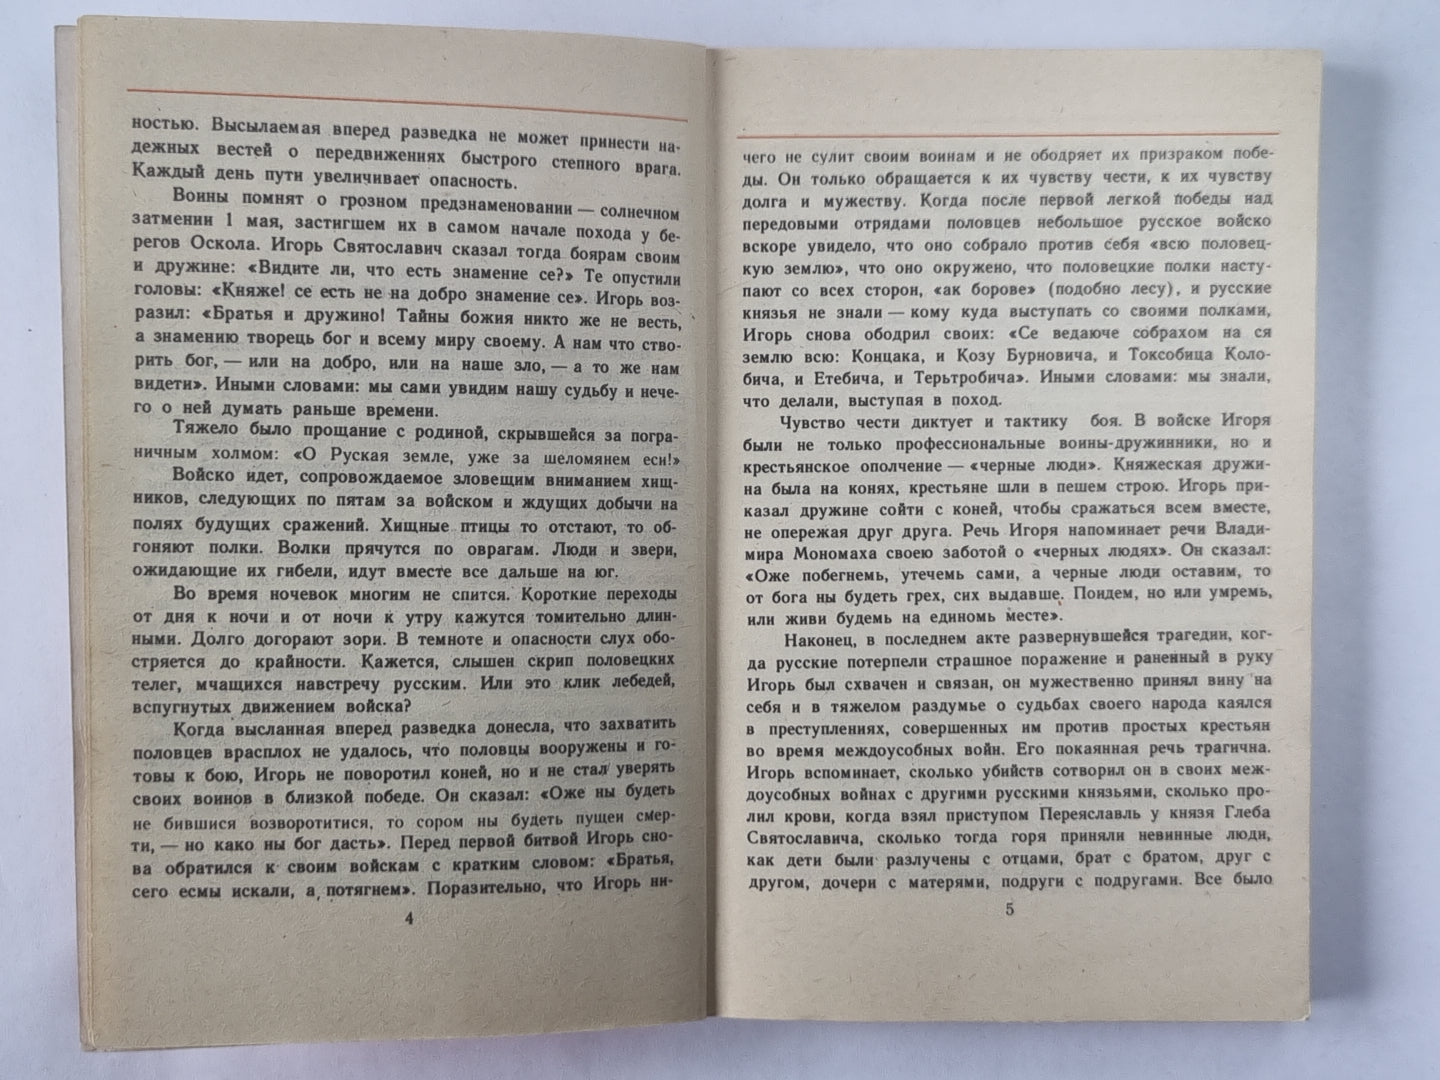 ностью. Высылаемая вперед разведка не может принести на-
дежных вестей о передвижениях быстрого степного врага.
Каждый день пути увеличивает опасность.
Воины помнят о грозном предзнаменовании — солнечном
затмении 1 мая, застигшем их в самом начале похода у бе-
регов Оскола. Игорь Святославич сказал тогда боярам своим
и дружине: «Видите ли, что есть знамение се?» Те опустили
головы: «Княже! се есть не на добро знамение се». Игорь воз-
разил: «Братья и дружино! Тайны божия никто же не весть,
а знамению творець бог и всему миру своему. А нам что ство-
рить бог, — или на добро, или на наше зло, — а то же нам
видети». Иными словами: мы сами увидим нашу судьбу и нече-
го о ней думать раньше времени.
Тяжело было прощание с родиной, скрывшейся за погра-
ничным холмом: «О Руская земле, уже за шеломянем еси!»
Войско идет, сопровождаемое зловещим вниманием хищ-
ников, следующих по пятам за войском и ждущих добычи на
полях будущих сражений. Хищные птицы то отстают, то об-
гоняют полки. Волки прячутся по оврагам. Люди и звери,
ожидающие их гибели, идут вместе все дальше на юг.
Во время ночевок многим не спится. Короткие переходы
от дня к ночи и от ночи к утру кажутся томительно длин-
ными. Долго догорают зори. В темноте и опасности слух обо-
стряется до крайности. Кажется, слышен скрип половецких
телег, мчащихся навстречу русским. Или это клик лебедей,
вспугнутых движением войска?
Когда высланная вперед разведка донесла, что захватить
половцев врасплох не удалось, что половцы вооружены и го-
товы к бою, Игорь не поворотил коней, но и не стал уверять
своих воинов в близкой победе. Он сказал: «Оже ны будеть
не бившися возворотитися, то сором ны будеть пущеи смер-
ти, — но како ны бог дасть». Перед первой битвой Игорь сно-
ва обратился к своим войскам с кратким словом: «Братья,
сего есмы искали, а потягнем». Поразительно, что Игорь ни-
4
чего не сулит своим воинам и не ободряет их призраком побе-
ды. Он только обращается к их чувству чести, к их чувству
долга и мужеству. Когда после первой легкой победы над
передовыми отрядами половцев небольшое русское войско
вскоре увидело, что оно собрало против себя «всю половец-
кую землю», что оно окружено, что половецкие полки насту-
пают со всех сторон, «ак борове» (подобно лесу), и русские
князья не знали — кому куда выступать со своими полками,
Игорь снова ободрил своих: «Се ведаюче собрахом на ся
землю всю: Концака, и Козу Бурновича, и Токсобица Коло-
бича, и Етебича, и Терьтробича». Иными словами: мы знали,
что делали, выступая в поход.
Чувство чести диктует и тактику боя. В войске Игоря
были не только профессиональные воины-дружинники, но и
крестьянское ополчение — «черные люди». Княжеская дружи-
на была на конях, крестьяне шли в пешем строю. Игорь при-
казал дружине сойти с коней, чтобы сражаться всем вместе,
не опережая друг друга. Речь Игоря напоминает речи Влади-
мира Мономаха своею заботой о «черных людях». Он сказал:
«Оже побегнемь, утечемь сами, а черные люди оставим, то
от бога ны будеть грех, сих выдавше. Поидем, но или умремь,
или живи будемь на единомь месте».
Наконец, в последнем акте развернувшейся трагедии, ког-
да русские потерпели страшное поражение и раненный в руку
Игорь был схвачен и связан, он мужественно принял вину на
себя и в тяжелом раздумье о судьбах своего народа каялся
в преступлениях, совершенных им против простых крестьян
во время междоусобных войн. Его покаянная речь трагична.
Игорь вспоминает, сколько убийств сотворил он в своих меж-
доусобных войнах с другими русскими князьями, сколько про-
лил крови, когда взял приступом Переяславль у князя Глеба
Святославича, сколько тогда горя приняли невинные люди,
как дети были разлучены с отцами, брат с братом, друг с
другом, дочери с матерями, подруги с подругами. Все было
5